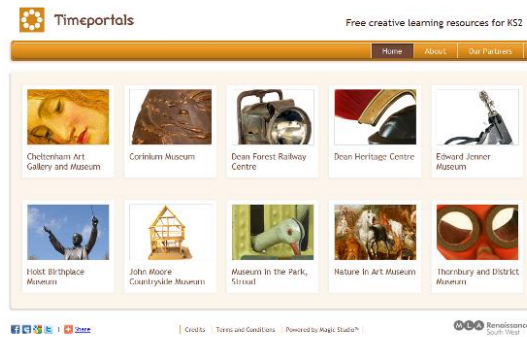 Timeportals
Free creative learning resources for KS2
Home About Our Partners
Cheltenham Art
Gallery and Museum
Corinium Museum
Dean Forest Railway
Centre
Dean Heritage Centre
Edward Jenner
Museum
Holst Birthplace
Museum
John Moore
Countryside Museum
Museum in the Park,
Stroud
Nature in Art Museum
Thornbury and District
Museum
Share
Credits Terms and Conditions Powered by Magic Studio™
MLA Renaissance
South West